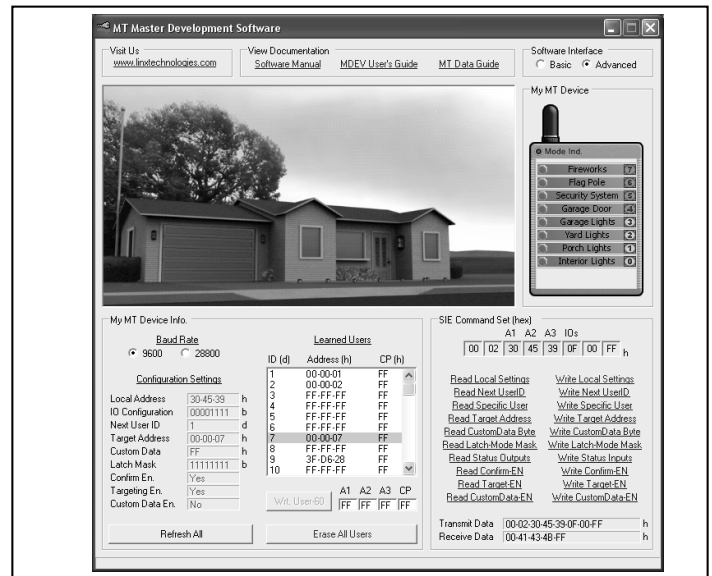 MT Master Development Software
Visit Us
www.linxtechnologies.com
View Documentation
Software Manual MDEV User's Guide MT Data Guide
Software Interface
Basic Advanced
My MT Device
Mode Ind.
Fireworks 7
Flag Pole 6
Security System 5
Garage Door 4
Garage Lights 3
Yard Lights 2
Porch Lights 1
Interior Lights 0
My MT Device Info.
Baud Rate
9600 28800
Configuration Settings
Local Address 30-45-39 h
IO Configuration 00001111 b
Next User ID 1 d
Target Address 00-00-07 h
Custom Data FF h
Latch Mask 11111111 b
Confirm En. Yes
Targeting En. Yes
Custom Data En. No
Refresh All
Learned Users
ID (d) Address (h) CP (h)
1 00-00-01 FF
2 00-00-02 FF
3 FF-FF-FF FF
4 FF-FF-FF FF
5 FF-FF-FF FF
6 FF-FF-FF FF
7 00-00-07 FF
8 FF-FF-FF FF
9 3F-D6-28 FF
10 FF-FF-FF FF
A1 A2 A3 CP
Wrt. User-60 FF FF FF FF
Erase All Users
SIE Command Set (hex)
A1 A2 A3 IOs
00 02 30 45 39 0F 00 FF h
Read Local Settings Write Local Settings
Read Next UserID Write Next UserID
Read Specific User Write Specific User
Read Target Address Write Target Address
Read CustomData Byte Write CustomData Byte
Read Latch-Mode Mask Write Latch-Mode Mask
Read Status Outputs Write Status Inputs
Read Confirm-EN Write Confirm-EN
Read Target-EN Write Target-EN
Read CustomData-EN Write CustomData-EN
Transmit Data 00-02-30-45-39-0F-00-FF h
Receive Data 00-41-43-4B-FF h